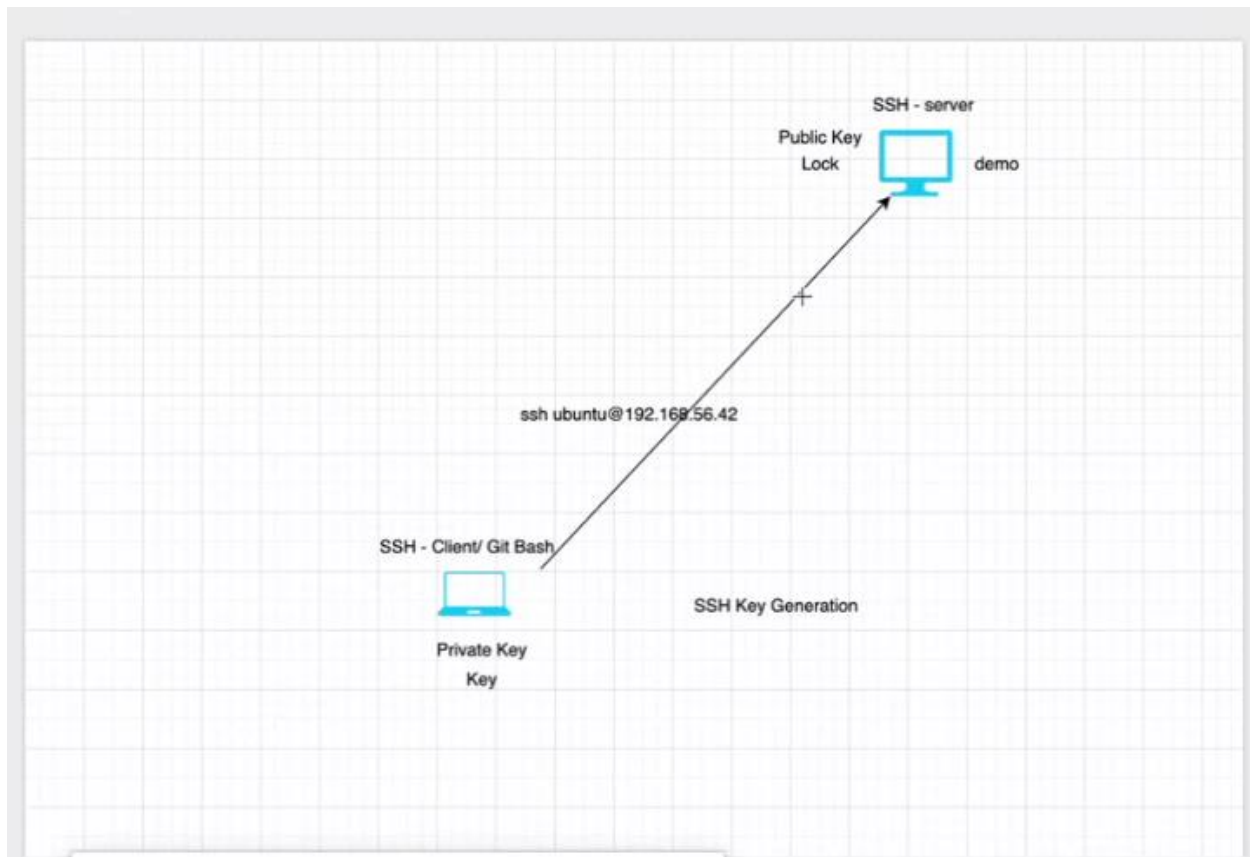 SSH - server
Public Key
Lock
demo
ssh ubuntu@192.168.56.42
SSH - Client/ Git Bash
SSH Key Generation
Private Key
Key